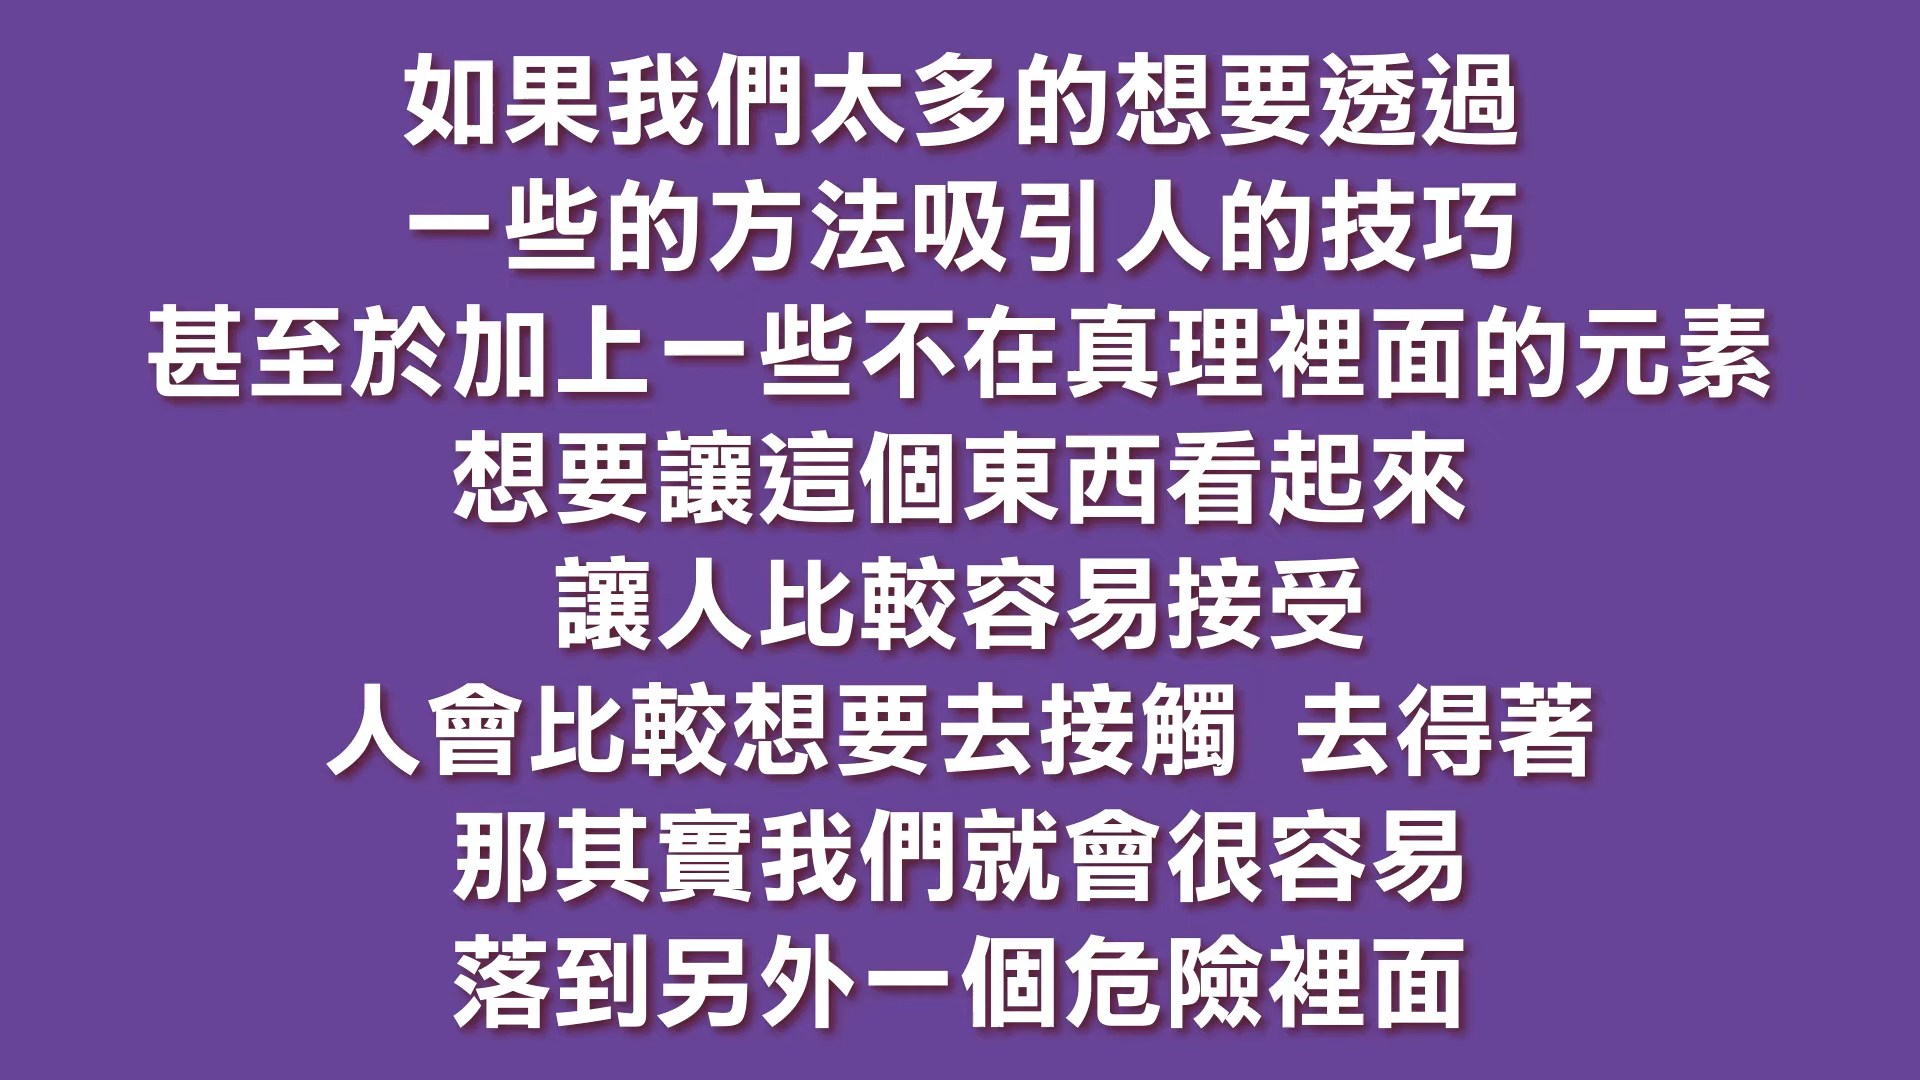 如果我們太多的想要透過
一些的方法吸引人的技巧
甚至於加上一些不在真理裡面的元素
想要讓這個東西看起來
讓人比較容易接受
人會比較想要去接觸 去得著
那其實我們就會很容易
落到另外一個危險裡面